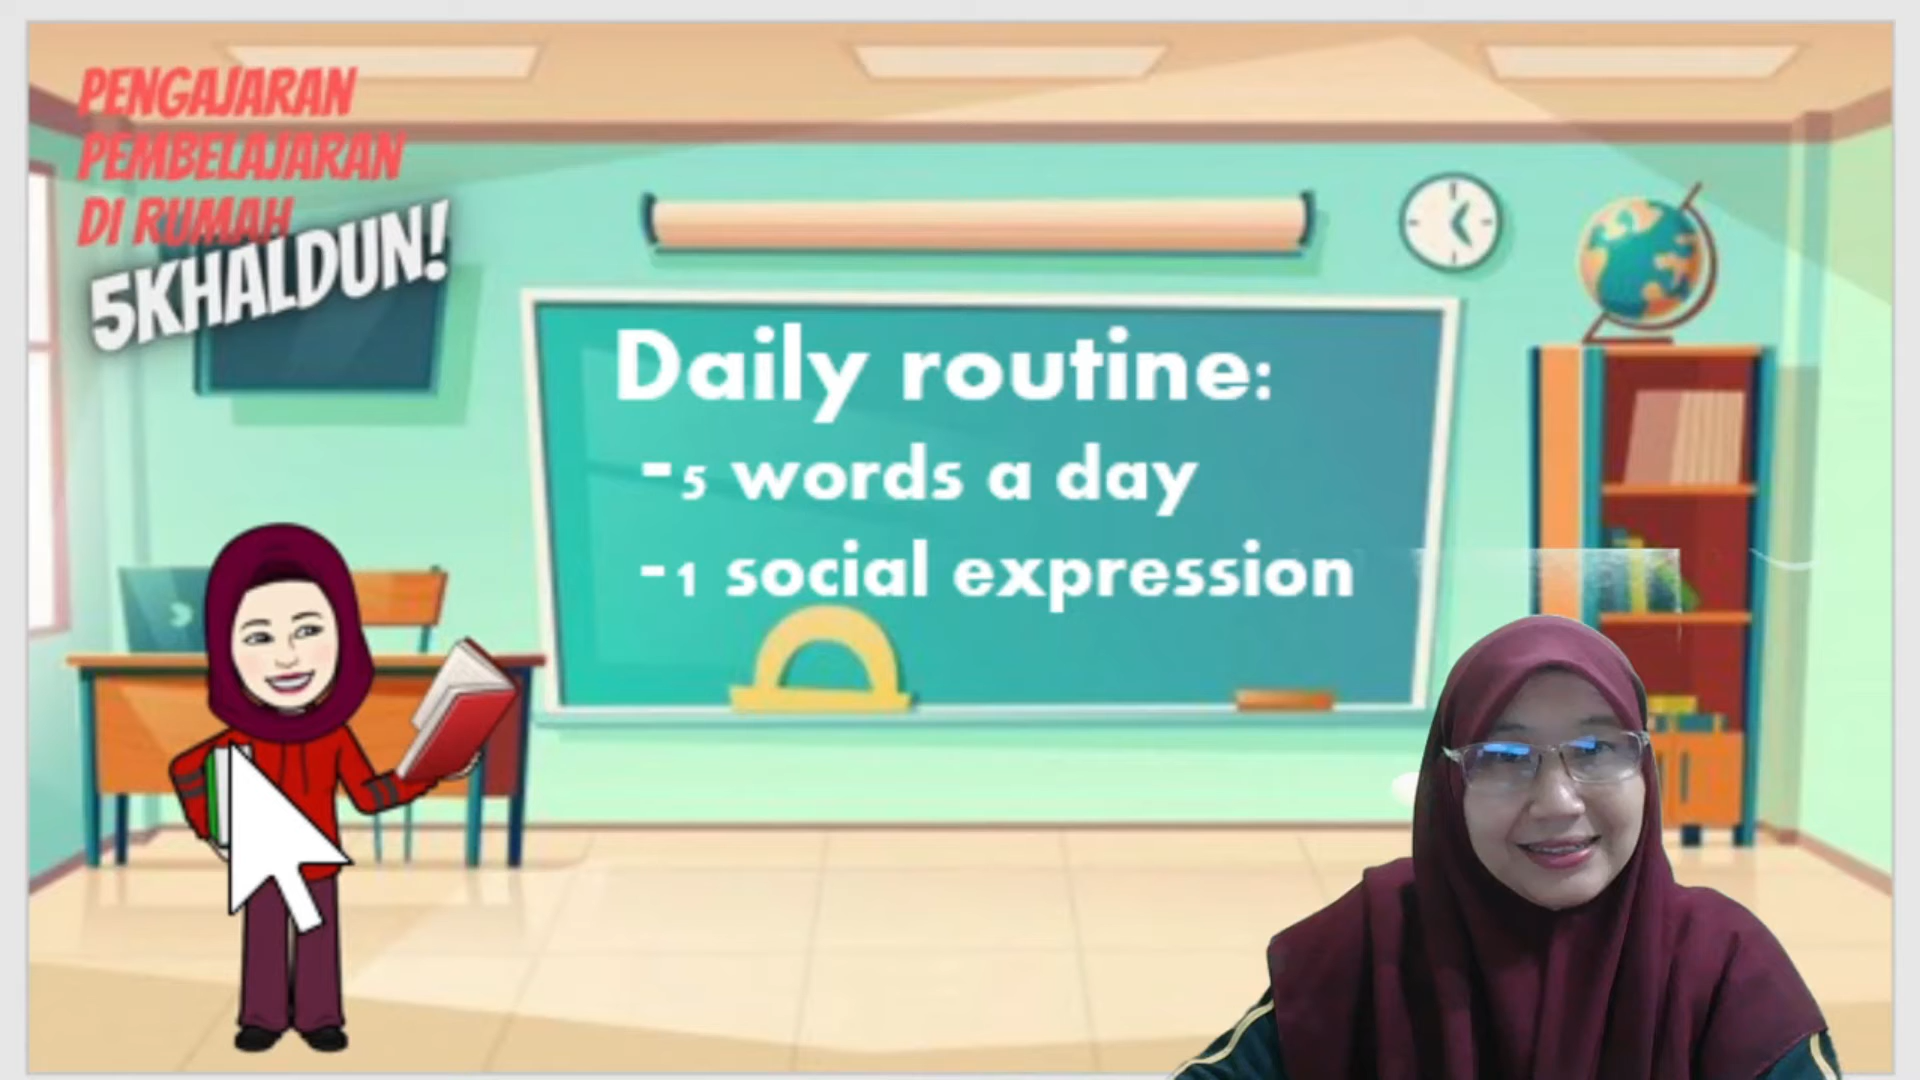 PENGAJARAN
PEMBELAJARAN
DI RUMAH
5KHALDUN!
Daily routine:
-5 words a day
-1 social expression